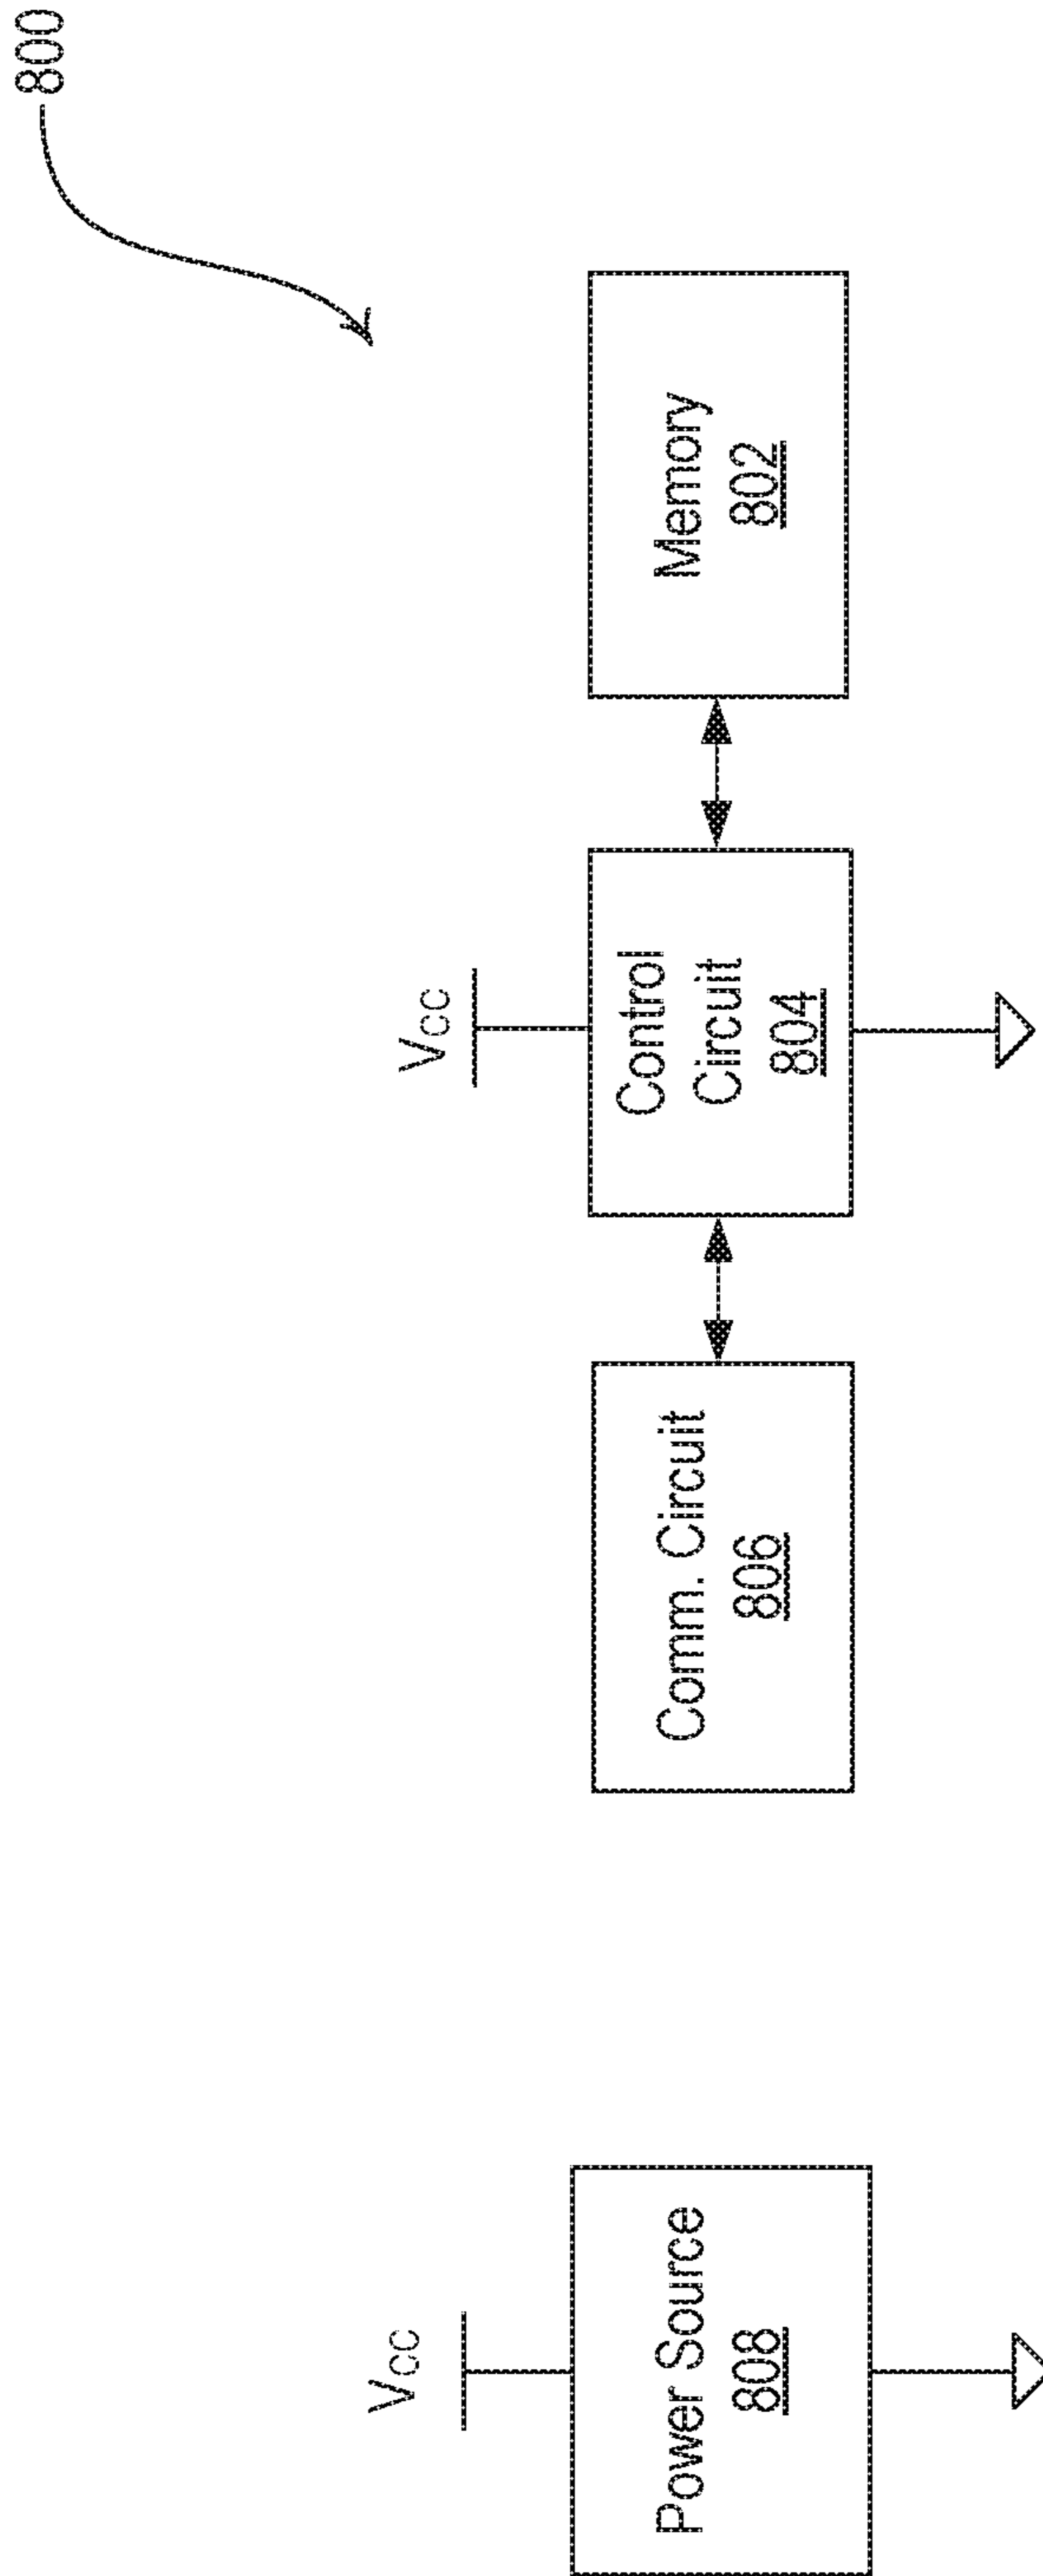 800
Memory
802
VCC
Control
Circuit
804
Comm. Circuit
806
VCC
Power Source
808